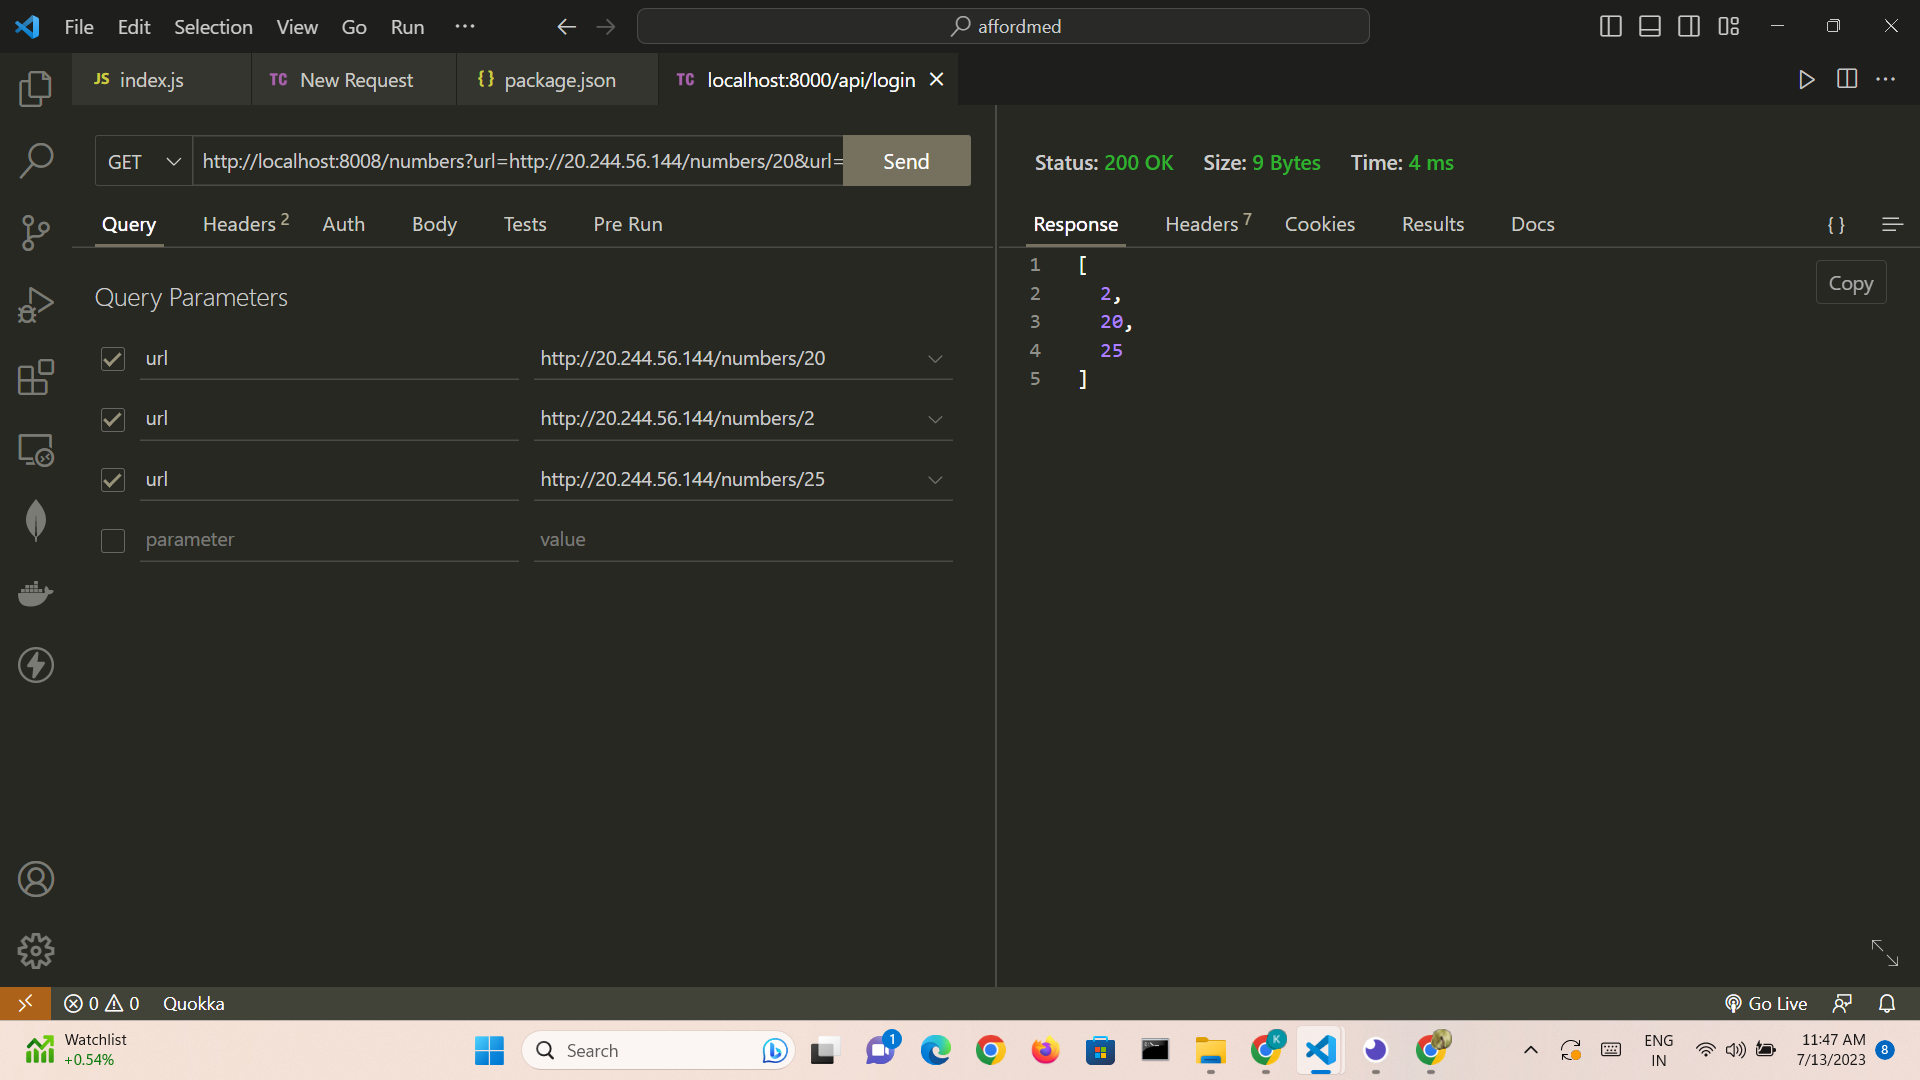 File Edit Selection View Go Run ··· affordmed
JS index.js TC New Request {} package.json TC localhost:8000/api/login
GET http://localhost:8008/numbers?url=http://20.244.56.144/numbers/20&url= Send
Status: 200 OK Size: 9 Bytes Time: 4 ms
Query Headers 2 Auth Body Tests Pre Run
Response Headers 7 Cookies Results Docs { }
Query Parameters
url http://20.244.56.144/numbers/20
url http://20.244.56.144/numbers/2
url http://20.244.56.144/numbers/25
parameter value
1 [
2 2,
3 20,
4 25
5 ]
Copy
0 0 Quokka Go Live
Watchlist
+0.54%
Search
1
K
ENG
IN
11:47 AM
7/13/2023
8